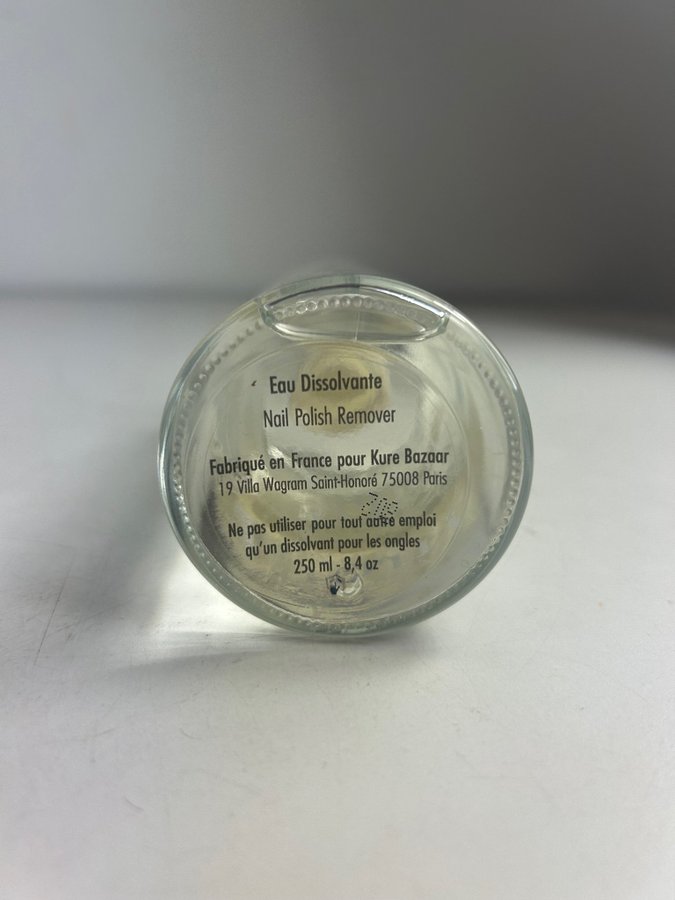 Eau Dissolvante
Nail Polish Remover
Fabriqué en France pour Kure Bazaar
19 Villa Wagram Saint-Honoré 75008 Paris
Ne pas utiliser pour tout autre emploi
qu'un dissolvant pour les ongles
250 ml - 8,4 oz